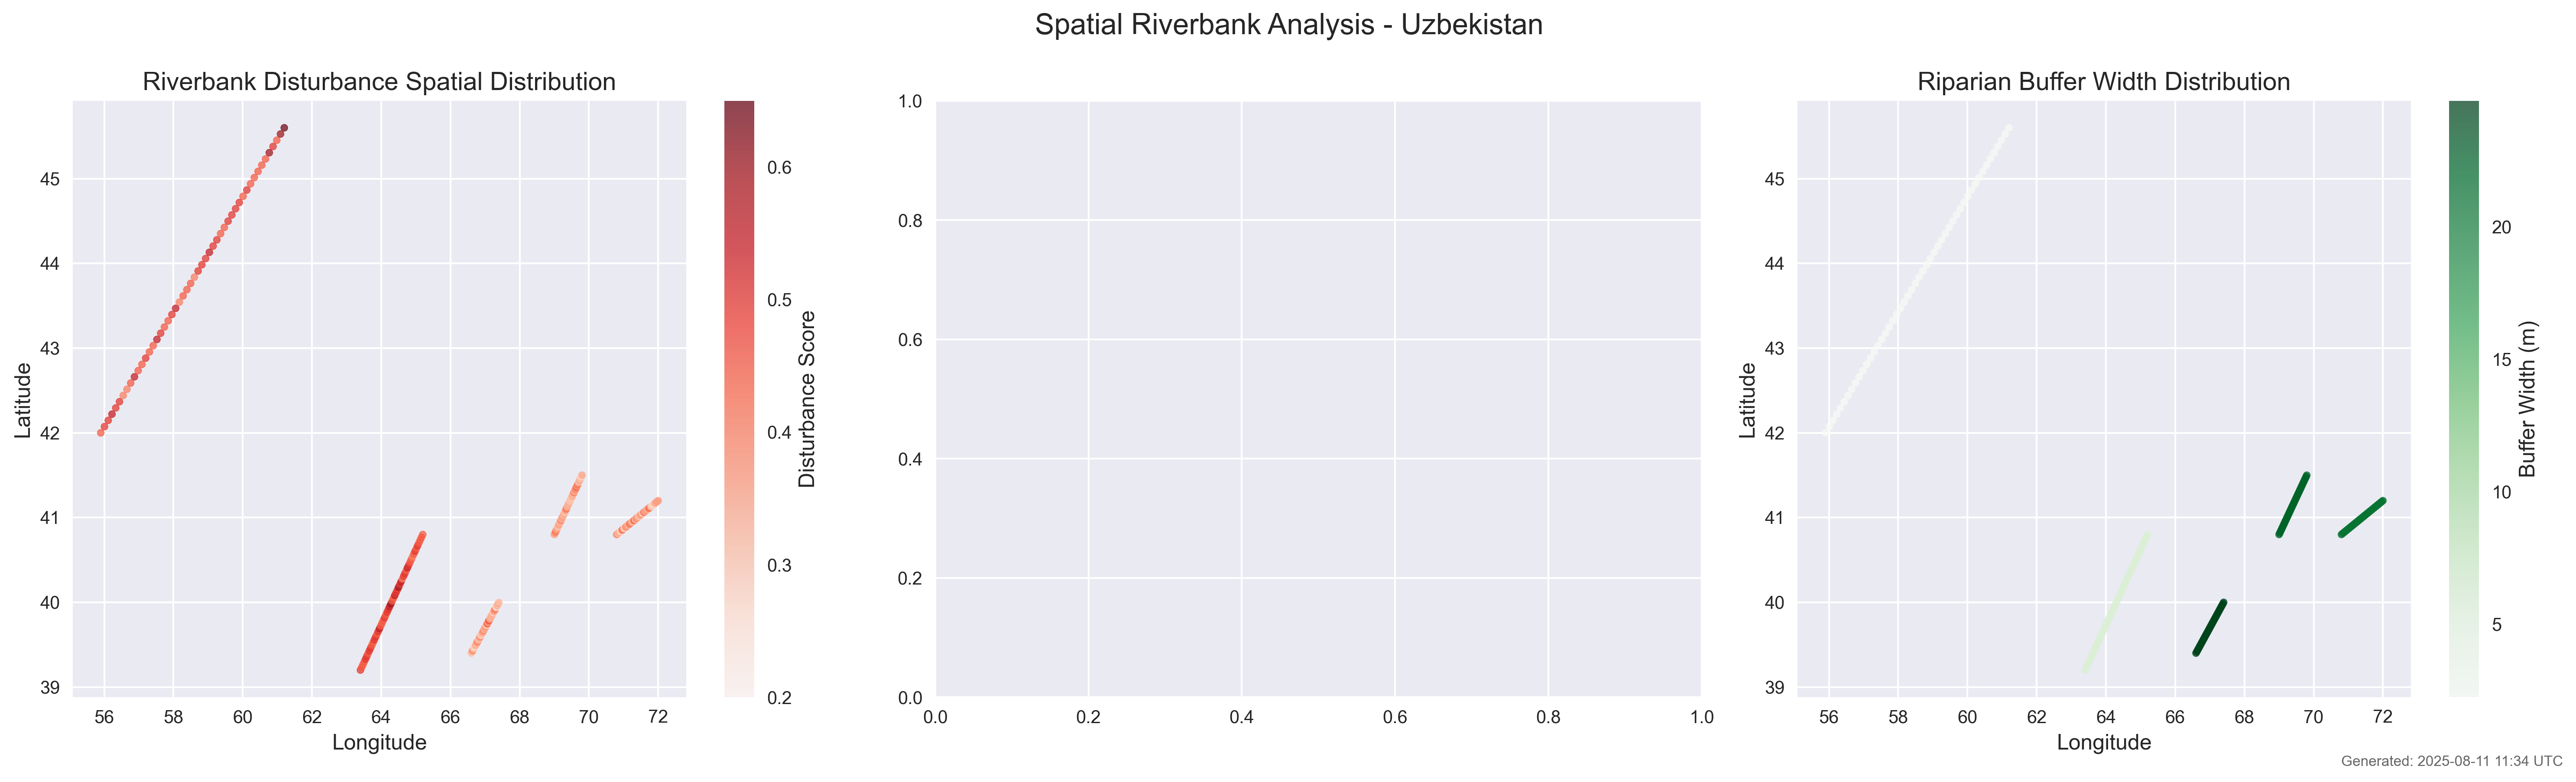 Spatial Riverbank Analysis - Uzbekistan
Riverbank Disturbance Spatial Distribution
Latitude
45
44
43
42
41
40
39
56 58 60 62 64 66 68 70 72
Longitude
0.6
0.5
0.4
0.3
0.2
Disturbance Score
1.0
0.8
0.6
0.4
0.2
0.0
0.0 0.2 0.4 0.6 0.8 1.0
Riparian Buffer Width Distribution
Latitude
45
44
43
42
41
40
39
56 58 60 62 64 66 68 70 72
Longitude
20
15
10
5
Buffer Width (m)
Generated: 2025-08-11 11:34 UTC